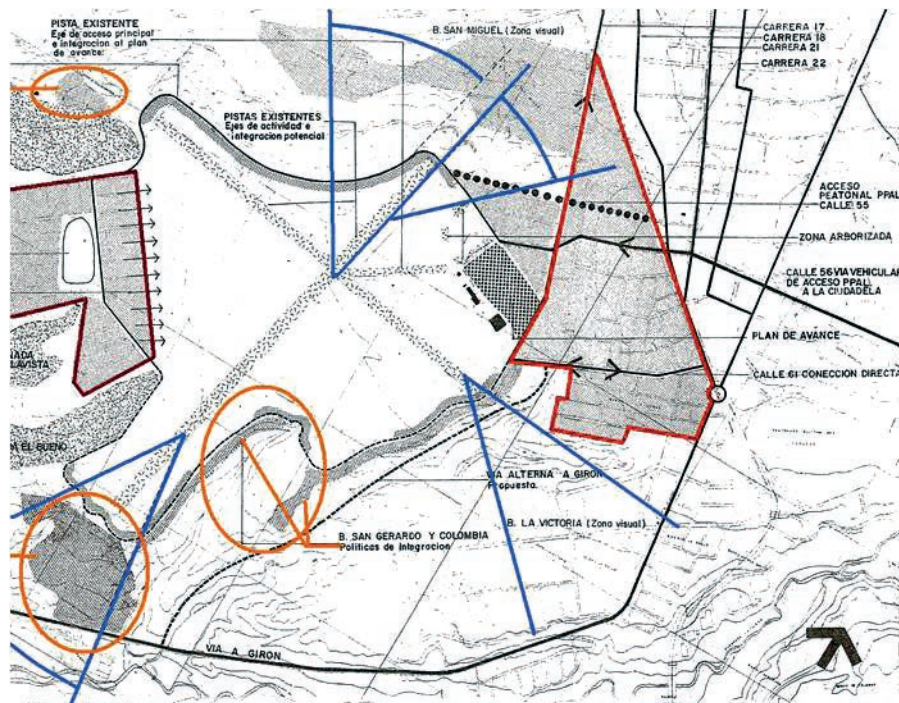 PISTA EXISTENTE
Eje de acceso principal
e integracion al plan
de avance:
B. SAN MIGUEL (Zona visual)
CARRERA 17
CARRERA 18
CARRERA 21
CARRERA 22
PISTAS EXISTENTES
Ejes de actividad e
integracion potencial
ACCESO
PEATONAL PPAL
CALLE 55
ZONA ARBORIZADA
CALLE 56 VIA VEHICULAR
DE ACCESO PPAL
A LA CIUDADELA
PLAN DE AVANCE
CALLE 61 CONECCION DIRECTA
NADA
LAVISTA
A EL BUENO
VIA ALTERNA A GIRON
Propuesta.
B. LA VICTORIA (Zona visual)
B. SAN GERARDO Y COLOMBIA
Politicas de Integracion
VIA A GIRON